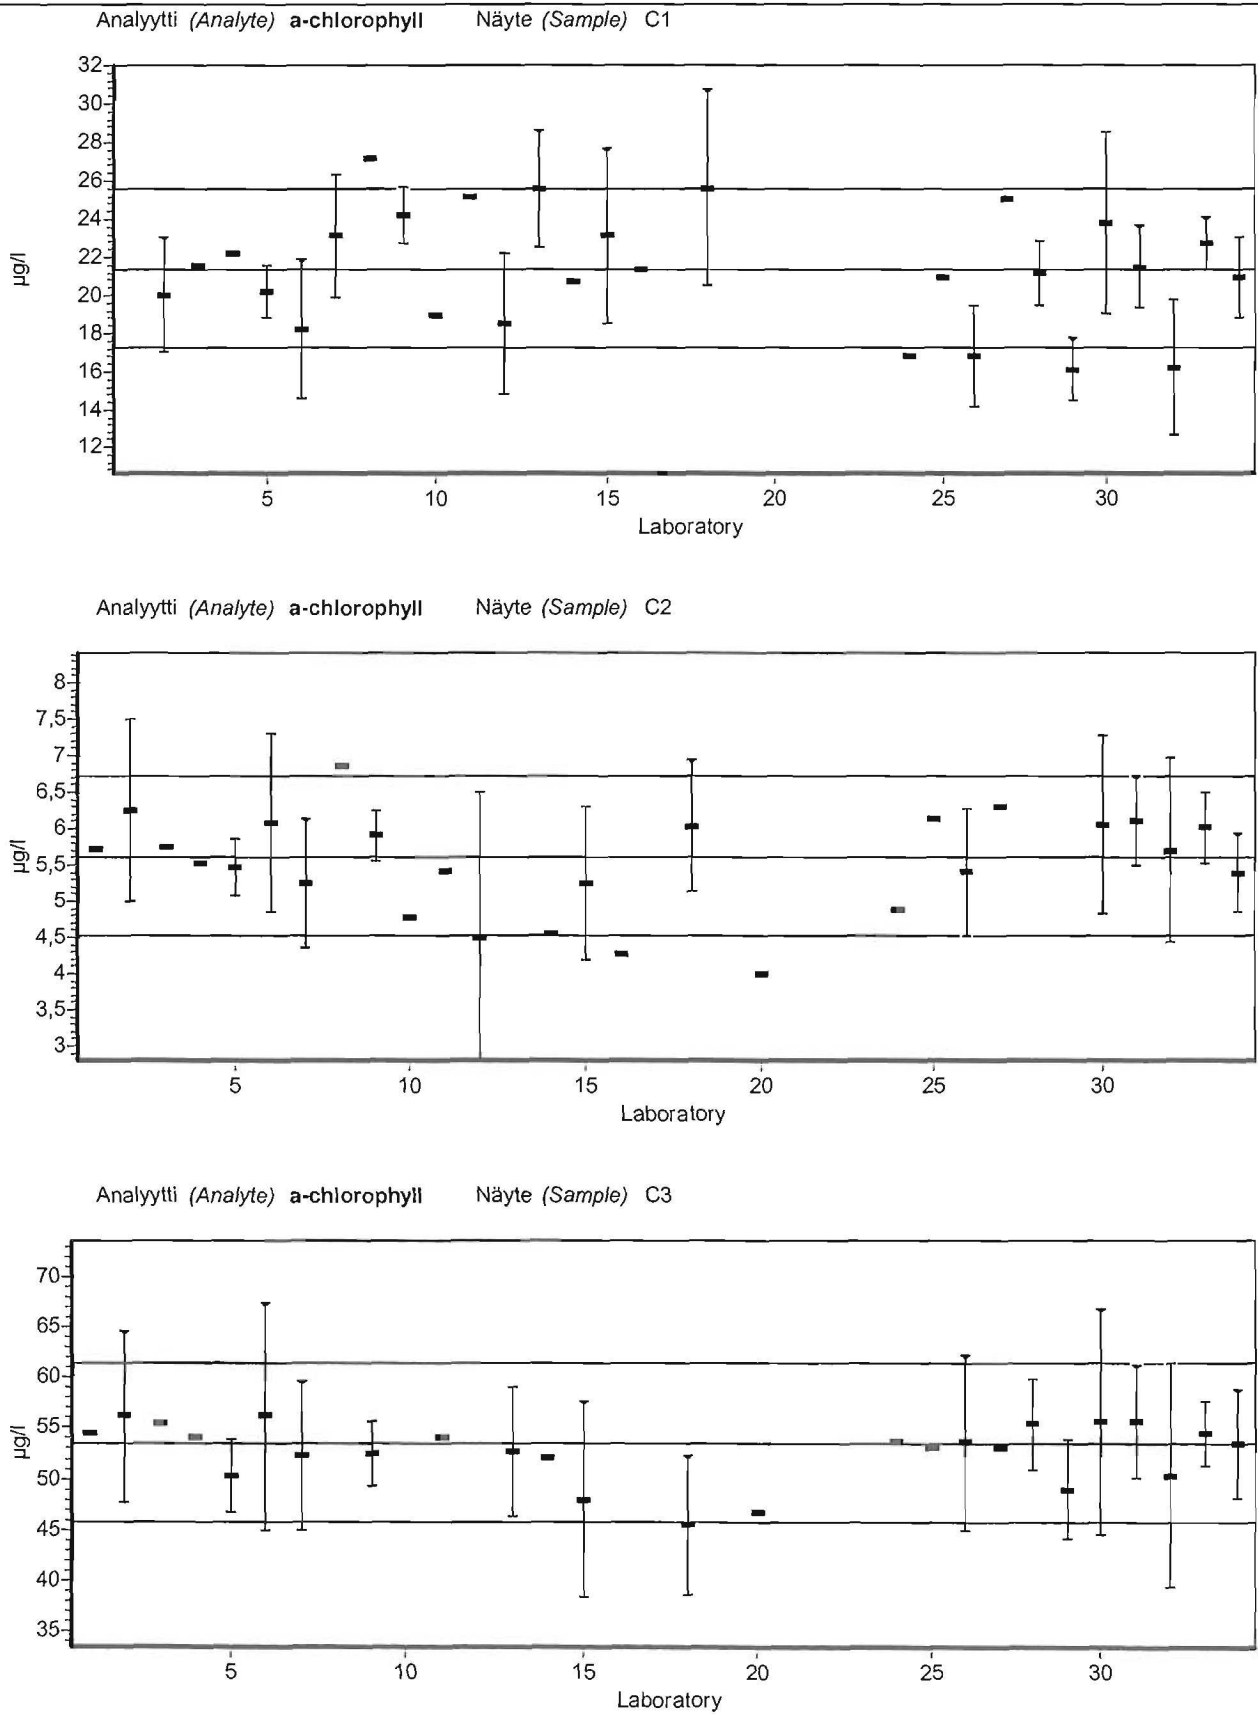 Analyytti (Analyte) a-chlorophyll Näyte (Sample) C1
32
30
28
26
24
22
20
18
16
14
12
µg/l
5 10 15 20 25 30
Laboratory
Analyytti (Analyte) a-chlorophyll Näyte (Sample) C2
8
7,5
7
6,5
6
5,5
5
4,5
4
3,5
3
µg/l
5 10 15 20 25 30
Laboratory
Analyytti (Analyte) a-chlorophyll Näyte (Sample) C3
70
65
60
55
50
45
40
35
µg/l
5 10 15 20 25 30
Laboratory